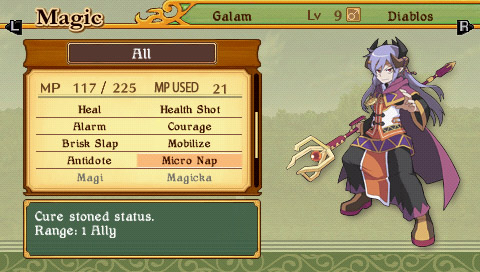 L Magic Galam Lv 9 ♂ Diablos R
All
MP 117 / 225 MP USED 21
Heal Health Shot
Alarm Courage
Brisk Slap Mobilize
Antidote Micro Nap
Magi Magicka
Cure stoned status.
Range: 1 Ally